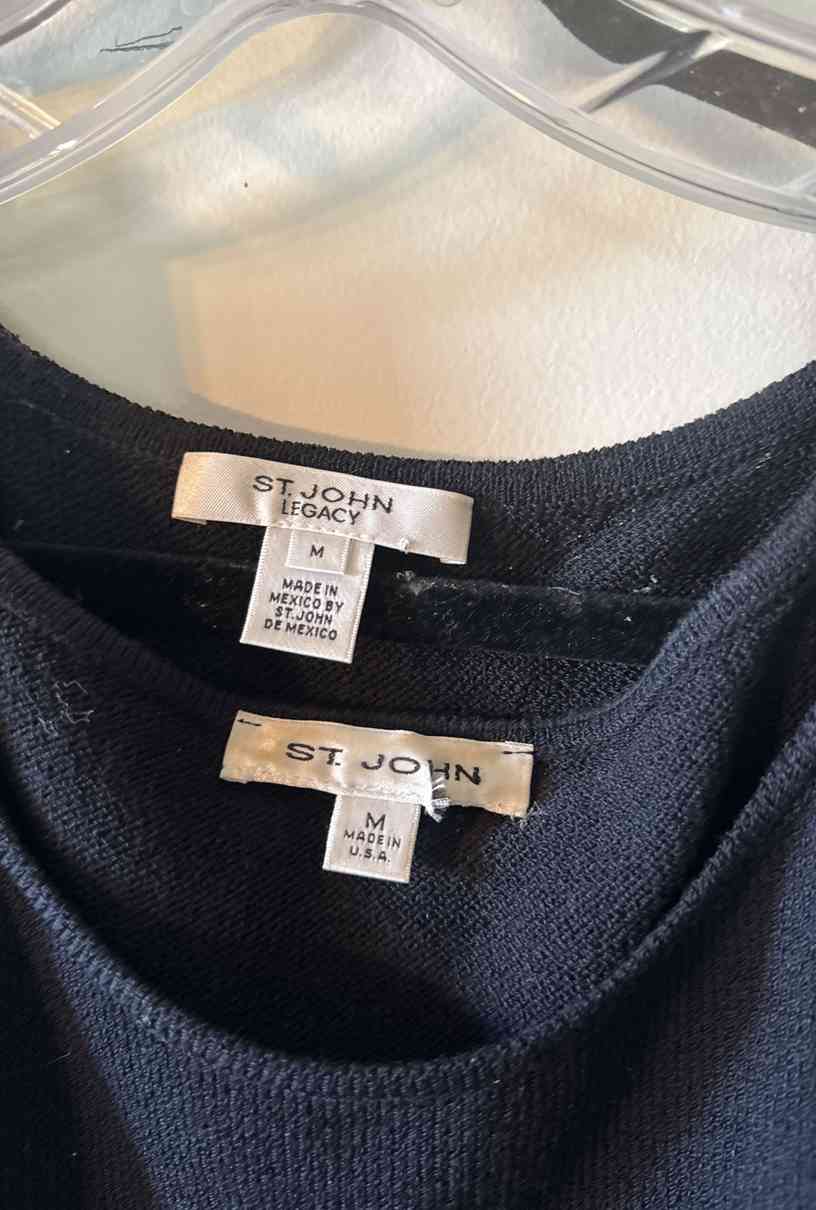 ST. JOHN
LEGACY
M
MADE IN
MEXICO BY
ST. JOHN
DE MEXICO
ST. JOHN
M
MADE IN
U.S.A.